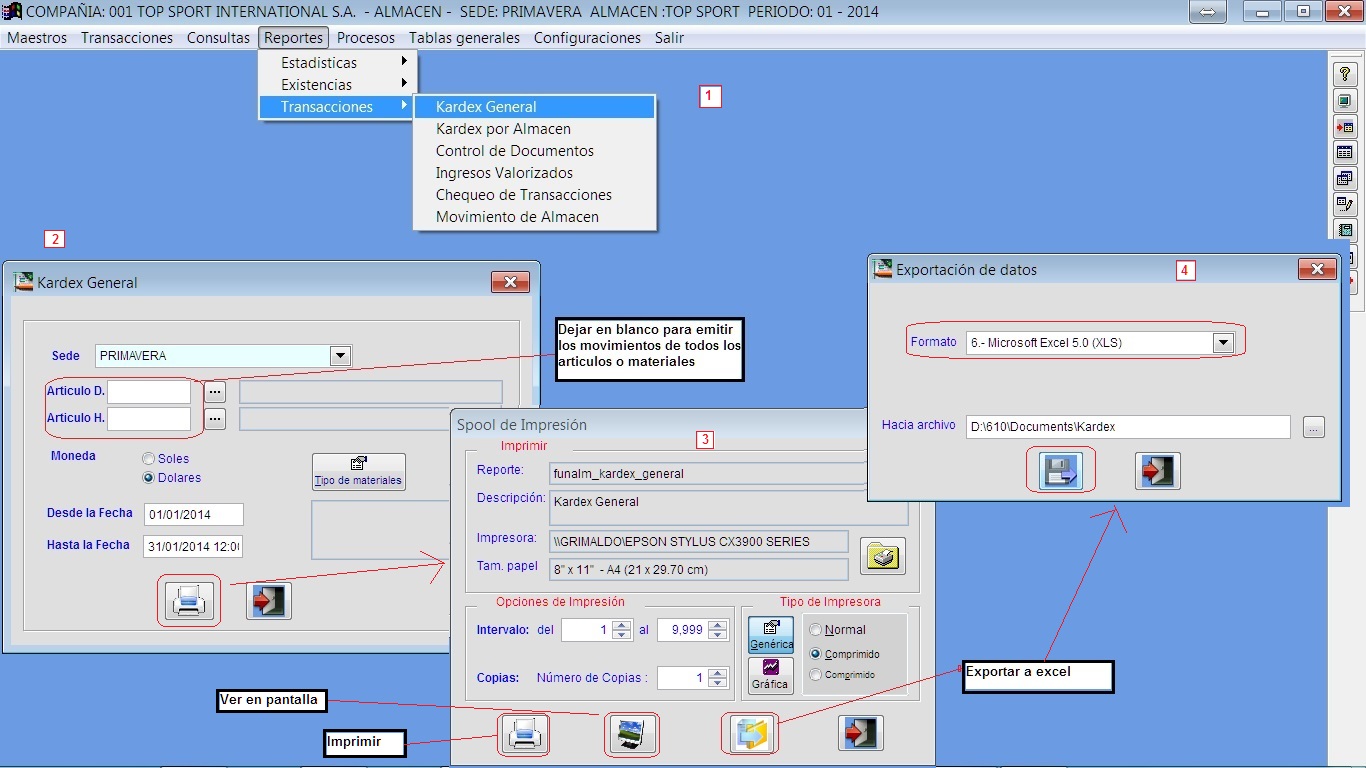 COMPAÑIA: 001 TOP SPORT INTERNATIONAL S.A. - ALMACEN - SEDE: PRIMAVERA ALMACEN :TOP SPORT PERIODO: 01 - 2014
Maestros Transacciones Consultas Reportes Procesos Tablas generales Configuraciones Salir
Estadísticas
Existencias
Transacciones
Kardex General
Kardex por Almacen
Control de Documentos
Ingresos Valorizados
Chequeo de Transacciones
Movimiento de Almacen
1
2
Kardex General
Sede PRIMAVERA
Articulo D. ...
Articulo H. ...
Moneda
Soles
Dolares
Tipo de materiales
Desde la Fecha 01/01/2014
Hasta la Fecha 31/01/2014 12:0
Dejar en blanco para emitir
los movimientos de todos los
articulos o materiales
Spool de Impresión
3
Imprimir
Reporte: funalm_kardex_general
Descripción: Kardex General
Impresora: \\GRIMALDO\EPSON STYLUS CX3900 SERIES
Tam. papel 8" x 11" - A4 (21 x 29.70 cm)
Opciones de Impresión
Intervalo: del 1 al 9,999
Copias: Número de Copias : 1
Tipo de Impresora
Genérica
Gráfica
Normal
Comprimido
Comprimido
Exportación de datos
4
Formato 6.- Microsoft Excel 5.0 (XLS)
Hacia archivo D:\610\Documents\Kardex ...
Exportar a excel
Ver en pantalla
Imprimir